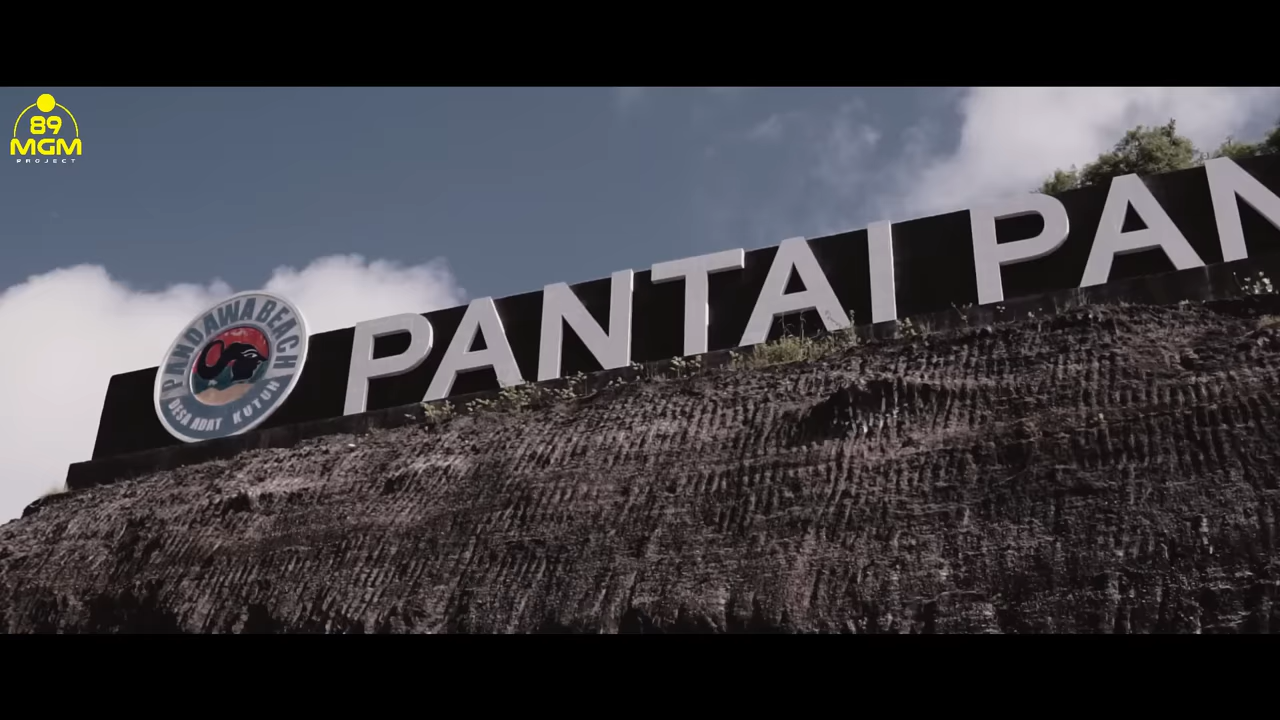 89
MGM
PROJECT
PANDAWA BEACH
DESA ADAT KUTUH
PANTAI PAN